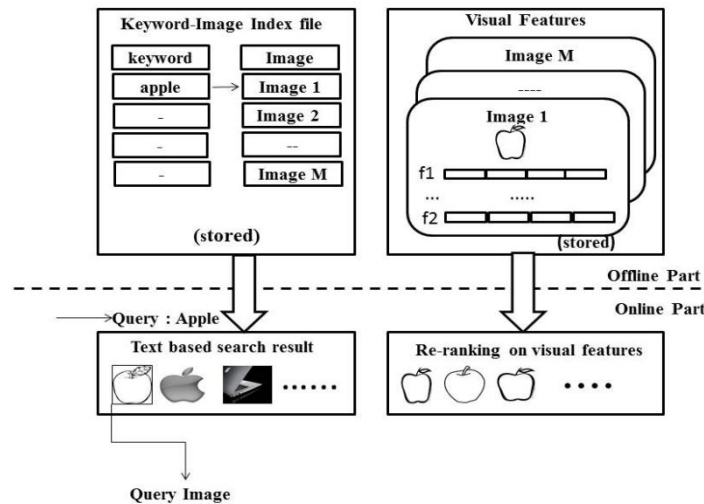 Keyword-Image Index file
keyword
Image
apple
Image 1
-
Image 2
-
--
-
Image M
(stored)
Visual Features
Image M
----
Image 1
f1
... .....
f2
(stored)
Offline Part
Online Part
Query : Apple
Text based search result
......
Re-ranking on visual features
....
Query Image